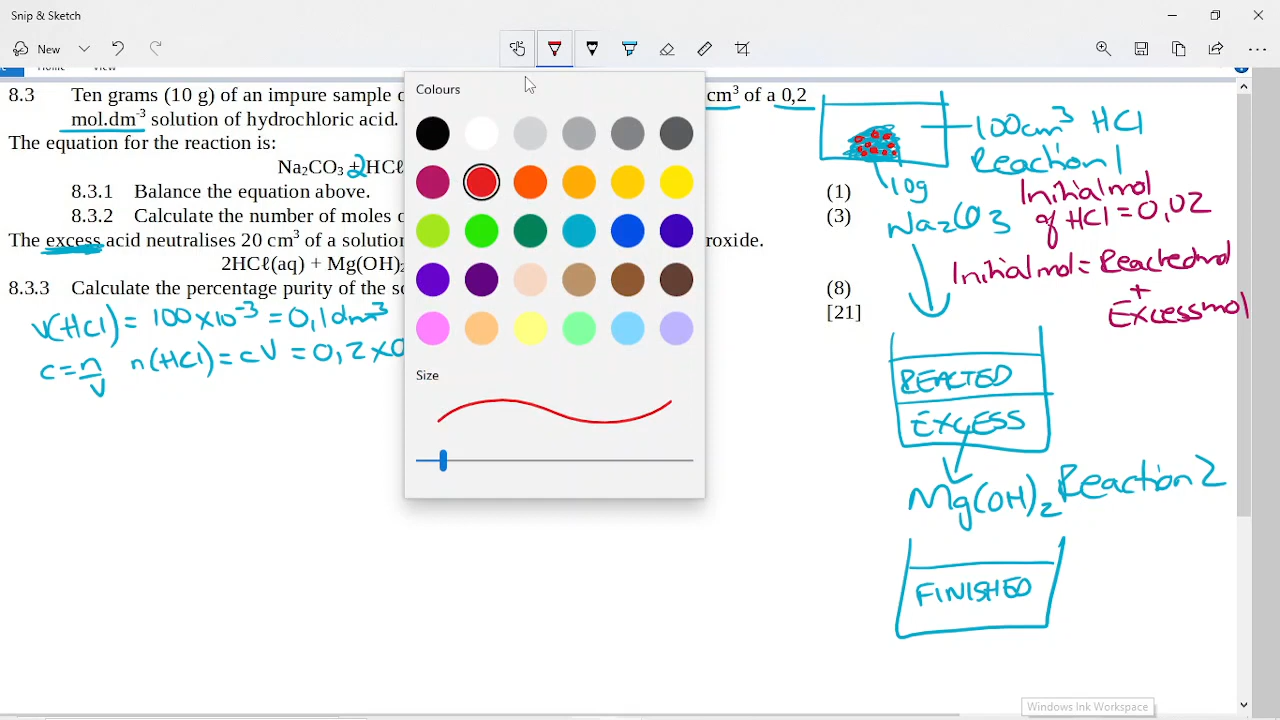 Snip & Sketch
New
Colours
Size
8.3 Ten grams (10 g) of an impure sample o
cm³ of a 0,2
mol.dm⁻³ solution of hydrochloric acid.
The equation for the reaction is:
Na₂CO₃ + 2HCℓ
8.3.1 Balance the equation above.
(1)
8.3.2 Calculate the number of moles o
(3)
The excess acid neutralises 20 cm³ of a solution
roxide.
2HCℓ(aq) + Mg(OH)₂
8.3.3 Calculate the percentage purity of the so
(8)
[21]
V(HCl) = 100 x 10⁻³ = 0,1dm³
c = n/V n(HCl) = cV = 0,2 x 0
100cm³ HCl
Reaction 1
10g
Na₂CO₃
Initial mol
of HCl = 0,02
Initial mol = Reacted mol
+
Excess mol
REACTED
EXCESS
Mg(OH)₂ Reaction 2
FINISHED
Windows Ink Workspace